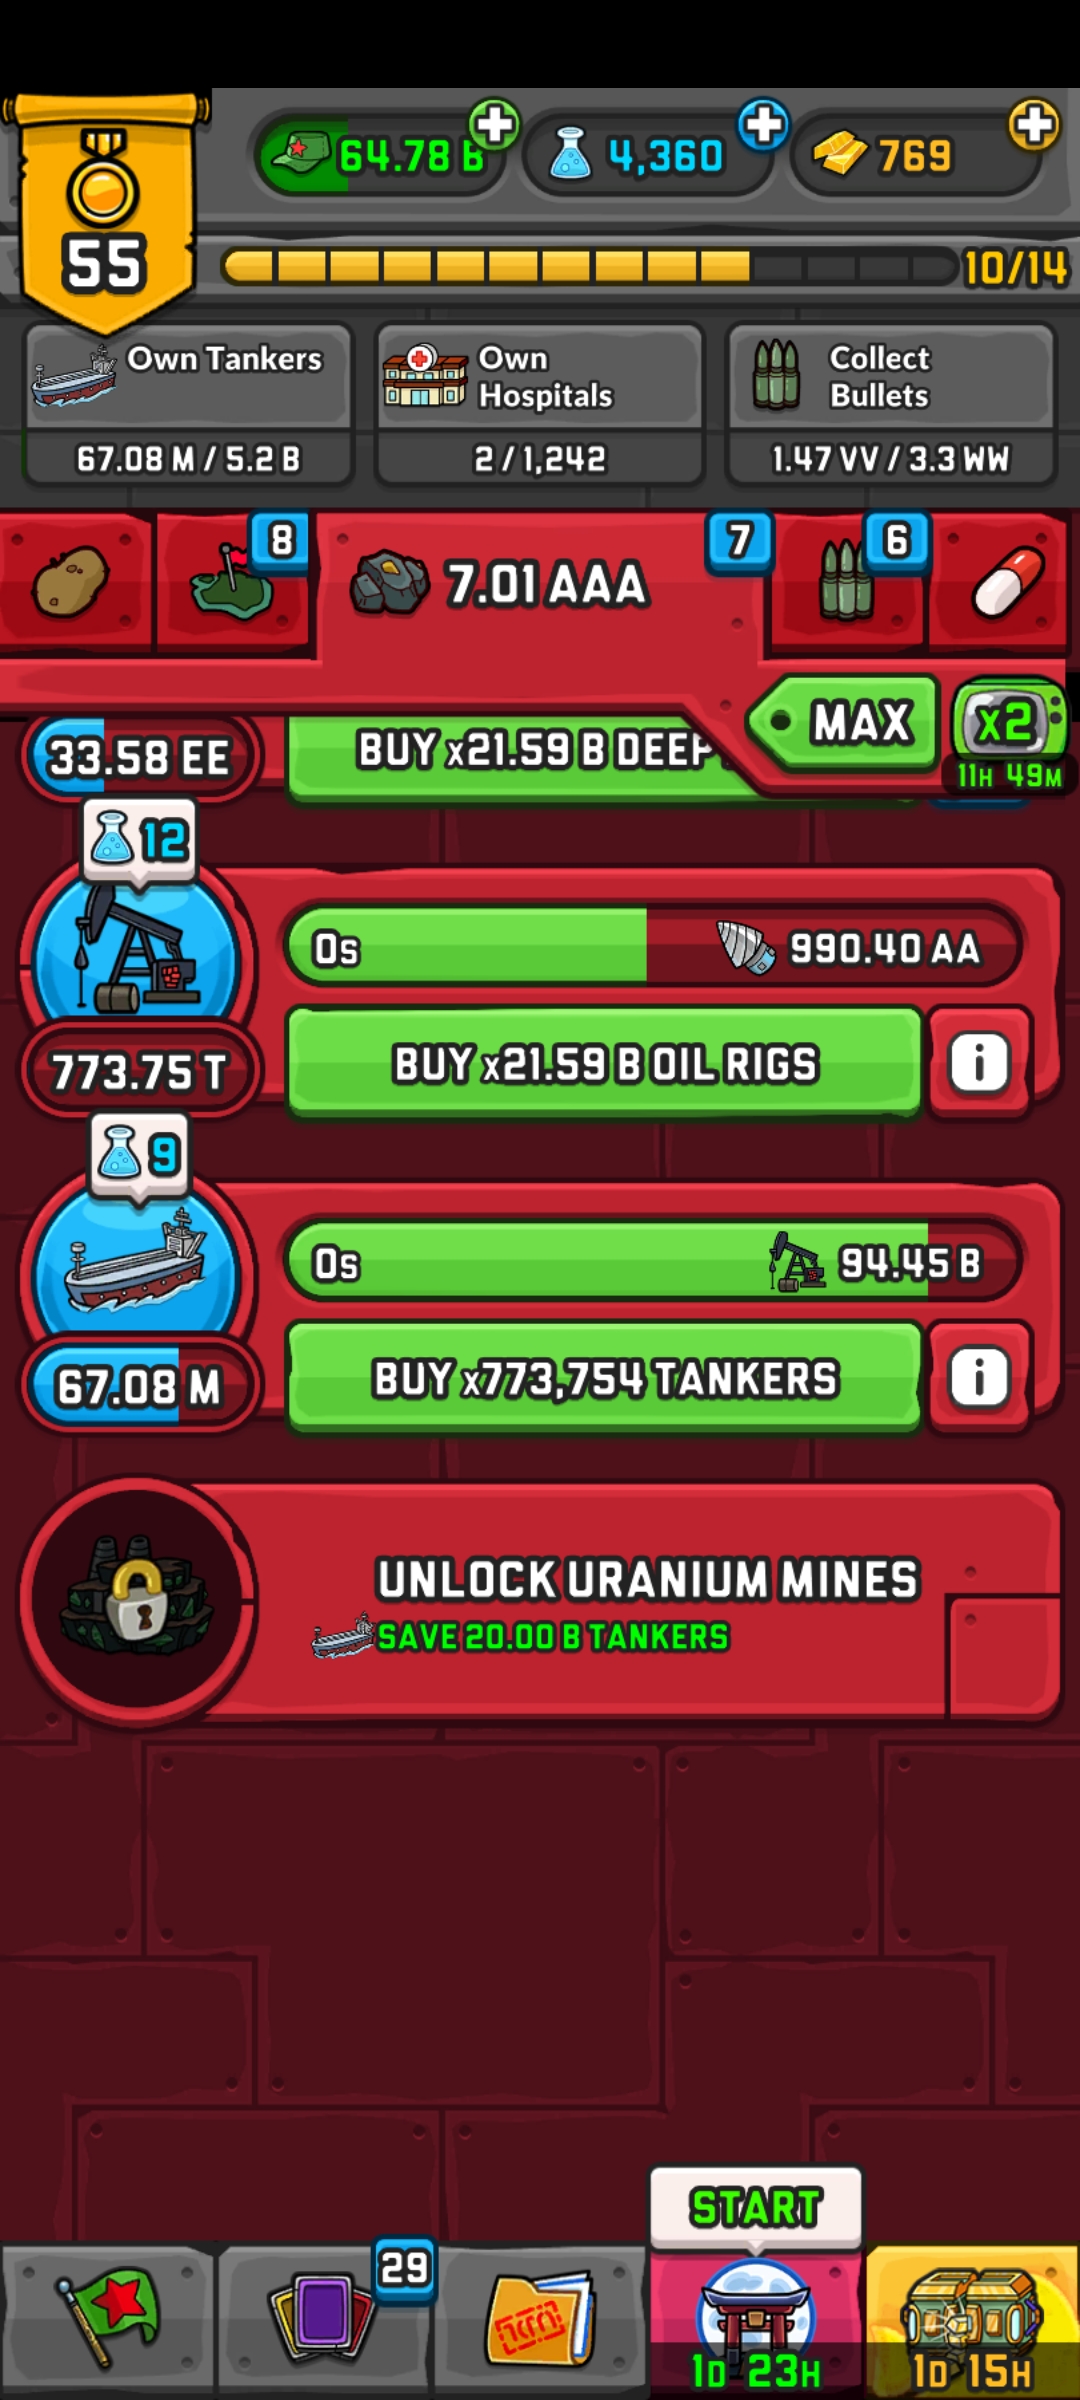 55
64.78 B
4,360
769
10/14
Own Tankers
67.08 M / 5.2 B
Own
Hospitals
2 / 1,242
Collect
Bullets
1.47 VV / 3.3 WW
8
7.01 AAA
7
6
MAX
x2
11H 49M
33.58 EE
BUY x21.59 B DEEP
12
0s
990.40 AA
773.75 T
BUY x21.59 B OIL RIGS
i
9
0s
94.45 B
67.08 M
BUY x773,754 TANKERS
i
UNLOCK URANIUM MINES
SAVE 20.00 B TANKERS
START
29
1D 23H
1D 15H